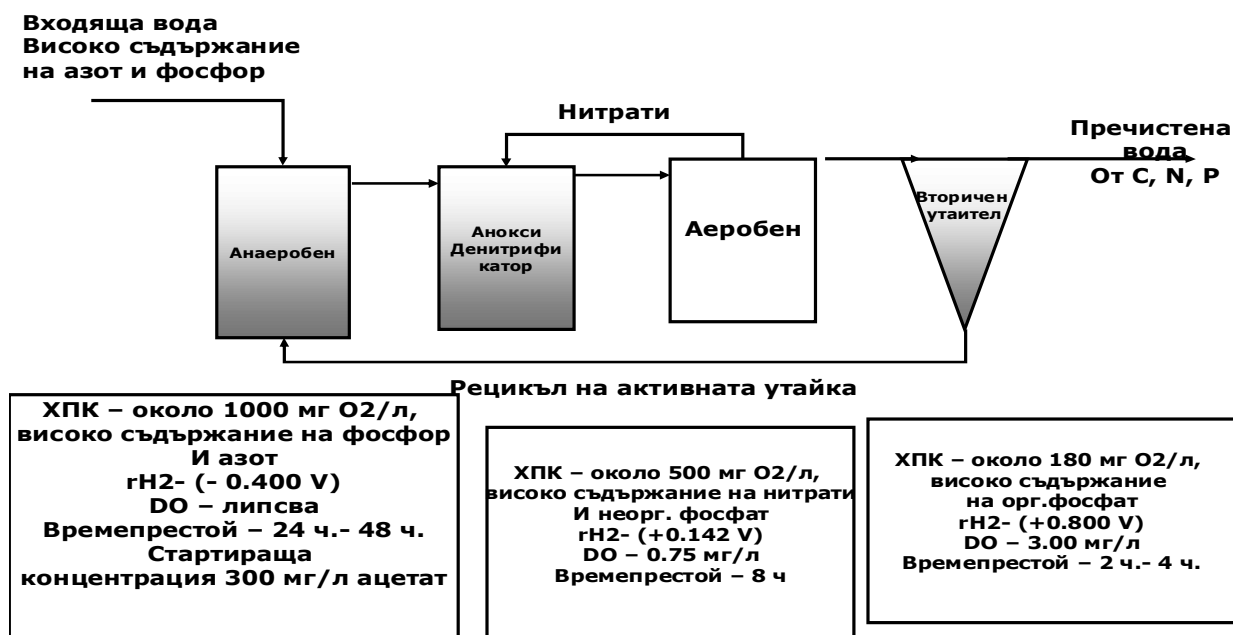 Входяща вода
Високо съдържание
на азот и фосфор
Нитрати
Пречистена
вода
От C, N, P
Анаеробен
Анокси
Денитрифи
катор
Аеробен
Вторичен
утаител
Рецикъл на активната утайка
ХПК – около 1000 мг О2/л,
високо съдържание на фосфор
И азот
rH2- (- 0.400 V)
DO – липсва
Времепрестой – 24 ч.- 48 ч.
Стартираща
концентрация 300 мг/л ацетат
ХПК – около 500 мг О2/л,
високо съдържание на нитрати
И неорг. фосфат
rH2- (+0.142 V)
DO – 0.75 мг/л
Времепрестой – 8 ч
ХПК – около 180 мг О2/л,
високо съдържание
на орг.фосфат
rH2- (+0.800 V)
DO – 3.00 мг/л
Времепрестой – 2 ч.- 4 ч.